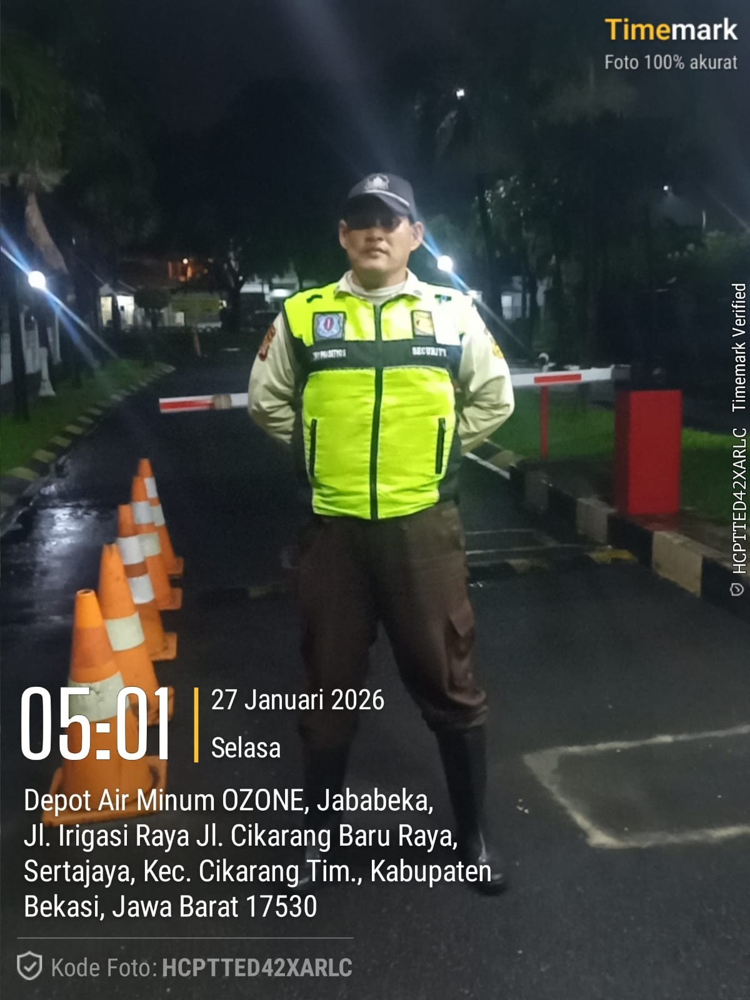 Timemark
Foto 100% akurat
SECURITY
HCPTTED42XARLC Timemark Verified
05:01
27 Januari 2026
Selasa
Depot Air Minum OZONE, Jababeka,
Jl. Irigasi Raya Jl. Cikarang Baru Raya,
Sertajaya, Kec. Cikarang Tim., Kabupaten
Bekasi, Jawa Barat 17530
Kode Foto: HCPTTED42XARLC